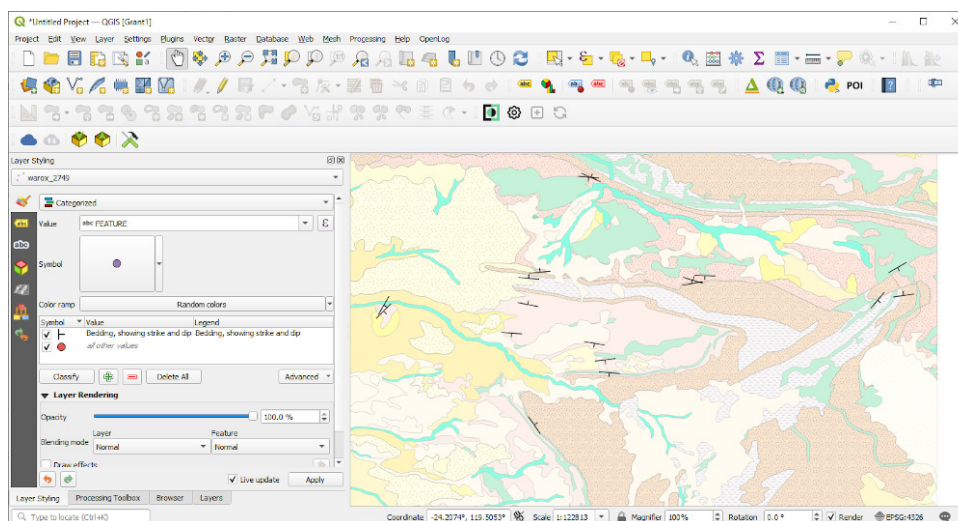 *Untitled Project — QGIS [Grant1]
Project Edit View Layer Settings Plugins Vector Raster Database Web Mesh Processing Help OpenLog
abc abc abc
POI ?
Layer Styling
warox_2749
Categorized
Value abc FEATURE ε
abc
Symbol
Color ramp Random colors
Symbol Value Legend
Bedding, showing strike and dip Bedding, showing strike and dip
all other values
Classify Delete All Advanced
Layer Rendering
Opacity 100.0 %
Layer Feature
Blending mode Normal Normal
Draw effects
Live update Apply
Layer Styling Processing Toolbox Browser Layers
Type to locate (Ctrl+K) Coordinate -24.2074°, 119.5053° Scale 1:122813 Magnifier 100% Rotation 0.0 ° Render EPSG:4326